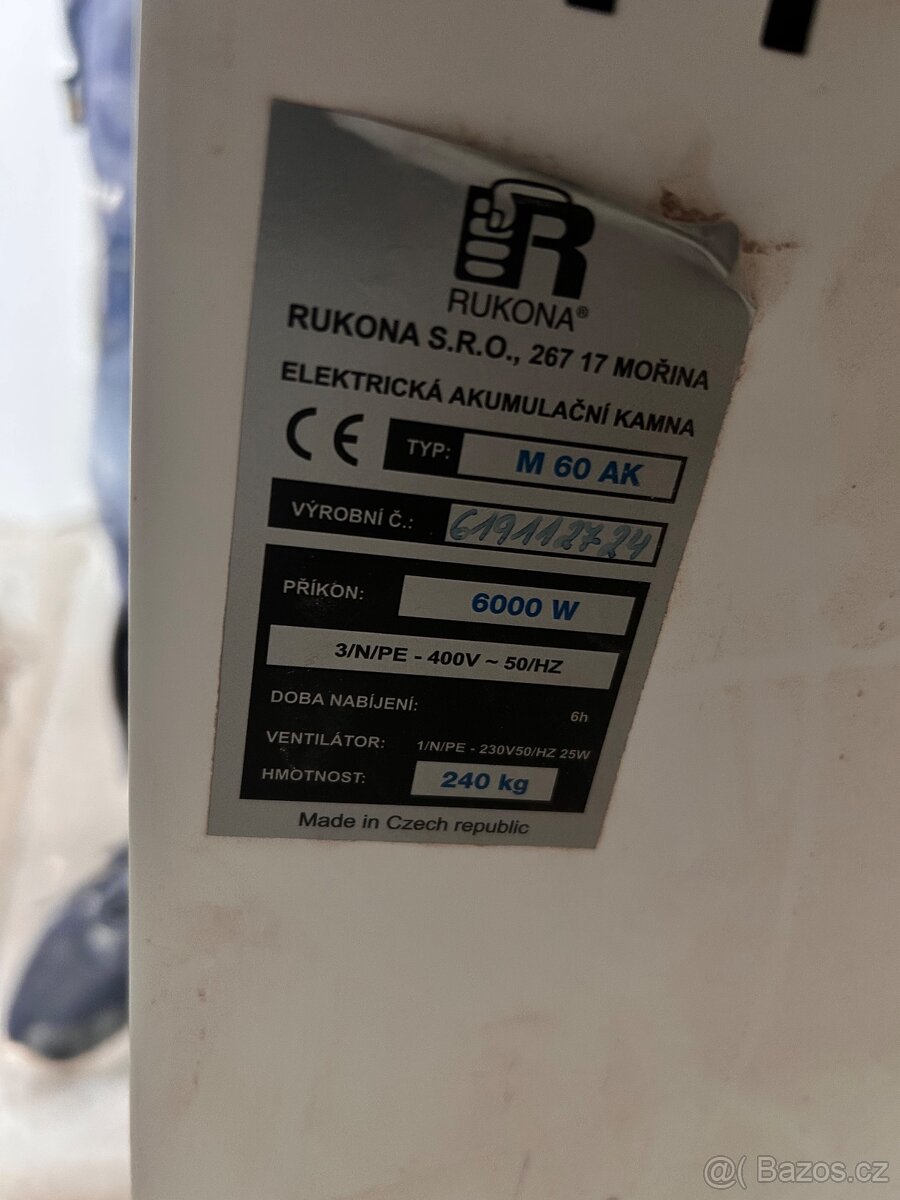 R
RUKONA®
RUKONA S.R.O., 267 17 MOŘINA
ELEKTRICKÁ AKUMULAČNÍ KAMNA
CE TYP: M 60 AK
VÝROBNÍ Č.: 619112724
PŘÍKON: 6000 W
3/N/PE - 400V ~ 50/HZ
DOBA NABÍJENÍ: 6h
VENTILÁTOR: 1/N/PE - 230V50/HZ 25W
HMOTNOST: 240 kg
Made in Czech republic
@( Bazos.cz